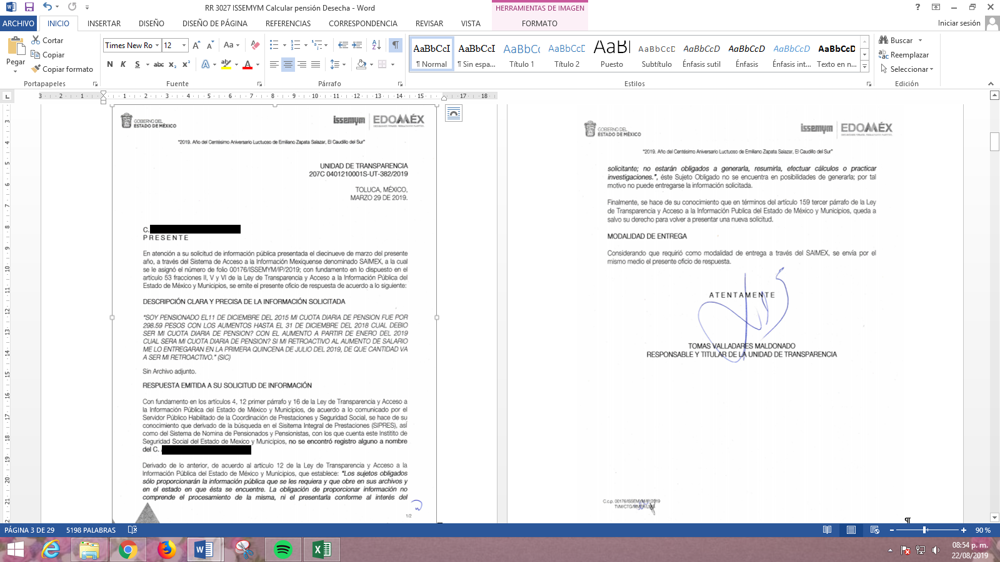 RR 3027 ISSEMYM Calcular pensión Desecha - Word
HERRAMIENTAS DE IMAGEN
ARCHIVO INICIO INSERTAR DISEÑO DISEÑO DE PÁGINA REFERENCIAS CORRESPONDENCIA REVISAR VISTA FORMATO
Iniciar sesión
Pegar
Cortar
Copiar
Copiar formato
Portapapeles
Times New Ro 12
Fuente
Párrafo
AaBbCcI AaBbCcI AaBbCc AaBbCcD AaBl AaBbCcD AaBbCcD AaBbCcD AaBbCcD AaBbCcD
¶ Normal ¶ Sin espa... Título 1 Título 2 Puesto Subtítulo Énfasis sutil Énfasis Énfasis int... Texto en n...
Estilos
Buscar
Reemplazar
Seleccionar
Edición
3 2 1 1 2 3 4 5 6 7 8 9 10 11 12 13 14 15 17 18
GOBIERNO DEL
ESTADO DE MÉXICO
issemym EDOMÉX
"2019. Año del Centésimo Aniversario Luctuoso de Emiliano Zapata Salazar, El Caudillo del Sur"
UNIDAD DE TRANSPARENCIA
207C 0401210001S-UT-382/2019
TOLUCA, MÉXICO,
MARZO 29 DE 2019.
C.
P R E S E N T E
En atención a su solicitud de información pública presentada el diecinueve de marzo del presente
año, a través del Sistema de Acceso a la Información Mexiquense denominado SAIMEX, a la cual
se le asignó el número de folio 00176/ISSEMYM/IP/2019; con fundamento en lo dispuesto en el
artículo 53 fracciones II, V y VI de la Ley de Transparencia y Acceso a la Información Pública del
Estado de México y Municipios, se emite el presente oficio de respuesta de acuerdo a lo siguiente:
DESCRIPCIÓN CLARA Y PRECISA DE LA INFORMACIÓN SOLICITADA
"SOY PENSIONADO EL11 DE DICIEMBRE DEL 2015 MI CUOTA DIARIA DE PENSION FUE POR
298.59 PESOS CON LOS AUMENTOS HASTA EL 31 DE DICIEMBRE DEL 2018 CUAL DEBIO
SER MI CUOTA DIARIA DE PENSION? CON EL AUMENTO A PARTIR DE ENERO DEL 2019
CUAL SERA MI CUOTA DIARIA DE PENSION? SI MI RETROACTIVO AL AUMENTO DE SALARIO
ME LO ENTREGARAN EN LA PRIMERA QUINCENA DE JULIO DEL 2019, DE QUE CANTIDAD VA
A SER MI RETROACTIVO." (SIC)
Sin Archivo adjunto.
RESPUESTA EMITIDA A SU SOLICITUD DE INFORMACIÓN
Con fundamento en los artículos 4, 12 primer párrafo y 16 de la Ley de Transparencia y Acceso a
la Información Pública del Estado de México y Municipios, de acuerdo a lo comunicado por el
Servidor Público Habilitado de la Coordinación de Prestaciones y Seguridad Social, se hace de su
conocimiento que derivado de la búsqueda en el Sisitema Integral de Prestaciones (SIPRES), así
como del Sistema de Nomina de Pensionados y Pensionistas, con los que cuenta este Institito de
Seguridad Social del Estado de Mexico y Municipios, no se encontró registro alguno a nombre
del C.
Derivado de lo anterior, de acuerdo al artículo 12 de la Ley de Transparencia y Acceso a la
Información Pública del Estado de México y Municipios, que establece: "Los sujetos obligados
sólo proporcionarán la información pública que se les requiera y que obre en sus archivos y
en el estado en que ésta se encuentre. La obligación de proporcionar información no
comprende el procesamiento de la misma, ni el presentarla conforme al interés del
1/2
GOBIERNO DEL
ESTADO DE MÉXICO
issemym EDOMÉX
"2019. Año del Centésimo Aniversario Luctuoso de Emiliano Zapata Salazar, El Caudillo del Sur"
solicitante; no estarán obligados a generarla, resumirla, efectuar cálculos o practicar
investigaciones.", éste Sujeto Obligado no se encuentra en posibilidades de generarla; por tal
motivo no puede entregarse la información solicitada.
Finalmente, se hace de su conocimiento que en términos del artículo 159 tercer párrafo de la Ley
de Transparencia y Acceso a la Información Publica del Estado de México y Municipios, queda a
salvo su derecho para volver a presentar una nueva solicitud.
MODALIDAD DE ENTREGA
Considerando que requirió como modalidad de entrega a través del SAIMEX, se envía por el
mismo medio el presente oficio de respuesta.
A T E N T A M E N T E
TOMAS VALLADARES MALDONADO
RESPONSABLE Y TITULAR DE LA UNIDAD DE TRANSPARENCIA
C.c.p. 00176/ISSEMYM/IP/2019
PÁGINA 3 DE 29 5198 PALABRAS
90 %
08:54 p. m.
22/08/2019